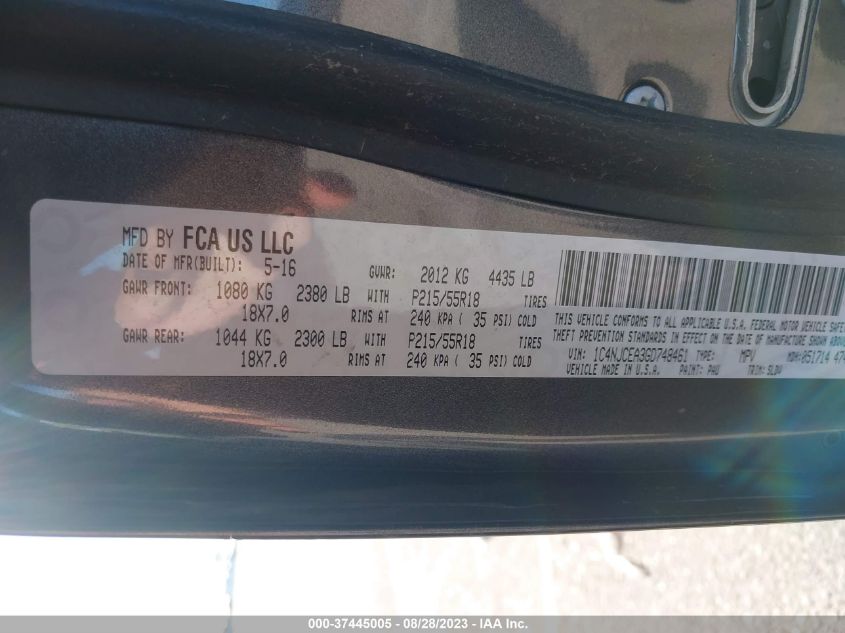 MFD BY FCA US LLC
DATE OF MFR(BUILT): 5-16 GVWR: 2012 KG 4435 LB
GAWR FRONT: 1080 KG 2380 LB WITH P215/55R18 TIRES
18X7.0 RIMS AT 240 KPA ( 35 PSI) COLD
GAWR REAR: 1044 KG 2300 LB WITH P215/55R18 TIRES
18X7.0 RIMS AT 240 KPA ( 35 PSI) COLD
THIS VEHICLE CONFORMS TO ALL APPLICABLE U.S.A. FEDERAL MOTOR VEHICLE SAFE
THEFT PREVENTION STANDARDS IN EFFECT ON THE DATE OF MANUFACTURE SHOWN ABOVE
VIN: 1C4NJCEA3GD748461 TYPE: MPV MDH:051714 474
VEHICLE MADE IN U.S.A. PAINT: PAU TRIM: SLDV
000-37445005 - 08/28/2023 - IAA Inc.